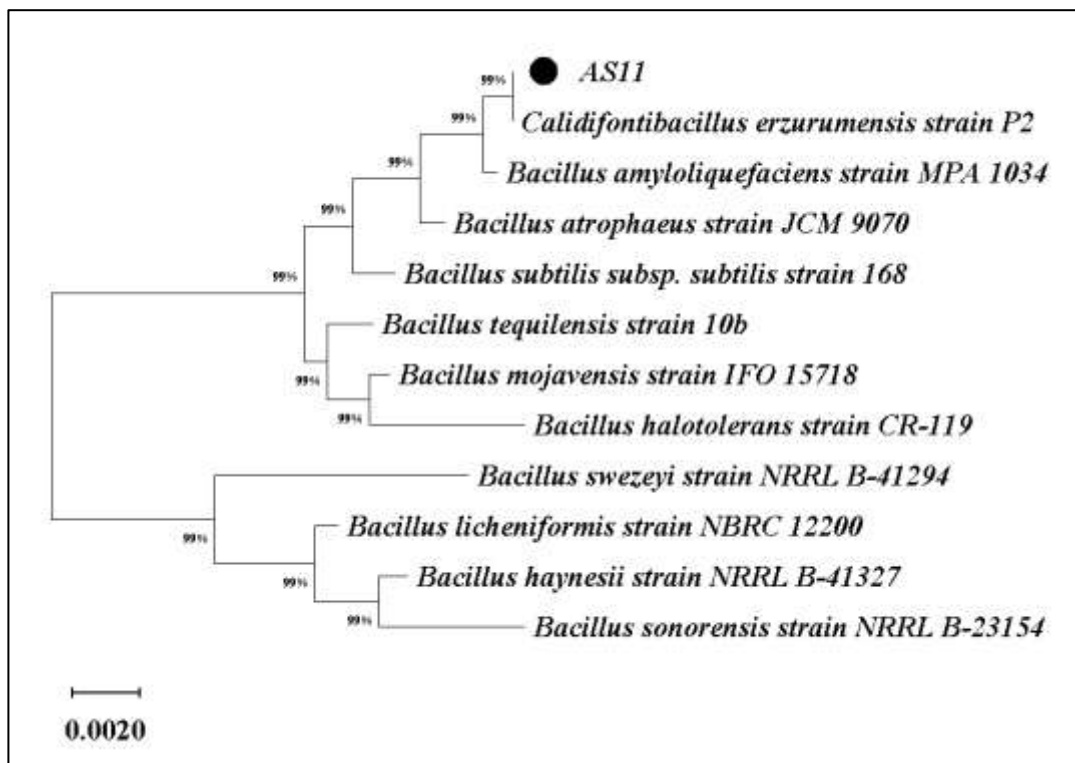 99% AS11
Calidifontibacillus erzurumensis strain P2
99%
Bacillus amyloliquefaciens strain MPA 1034
99%
Bacillus atrophaeus strain JCM 9070
99%
Bacillus subtilis subsp. subtilis strain 168
99%
Bacillus tequilensis strain 10b
99%
Bacillus mojavensis strain IFO 15718
99%
Bacillus halotolerans strain CR-119
Bacillus swezeyi strain NRRL B-41294
99%
Bacillus licheniformis strain NBRC 12200
99%
Bacillus haynesii strain NRRL B-41327
99%
Bacillus sonorensis strain NRRL B-23154
0.0020